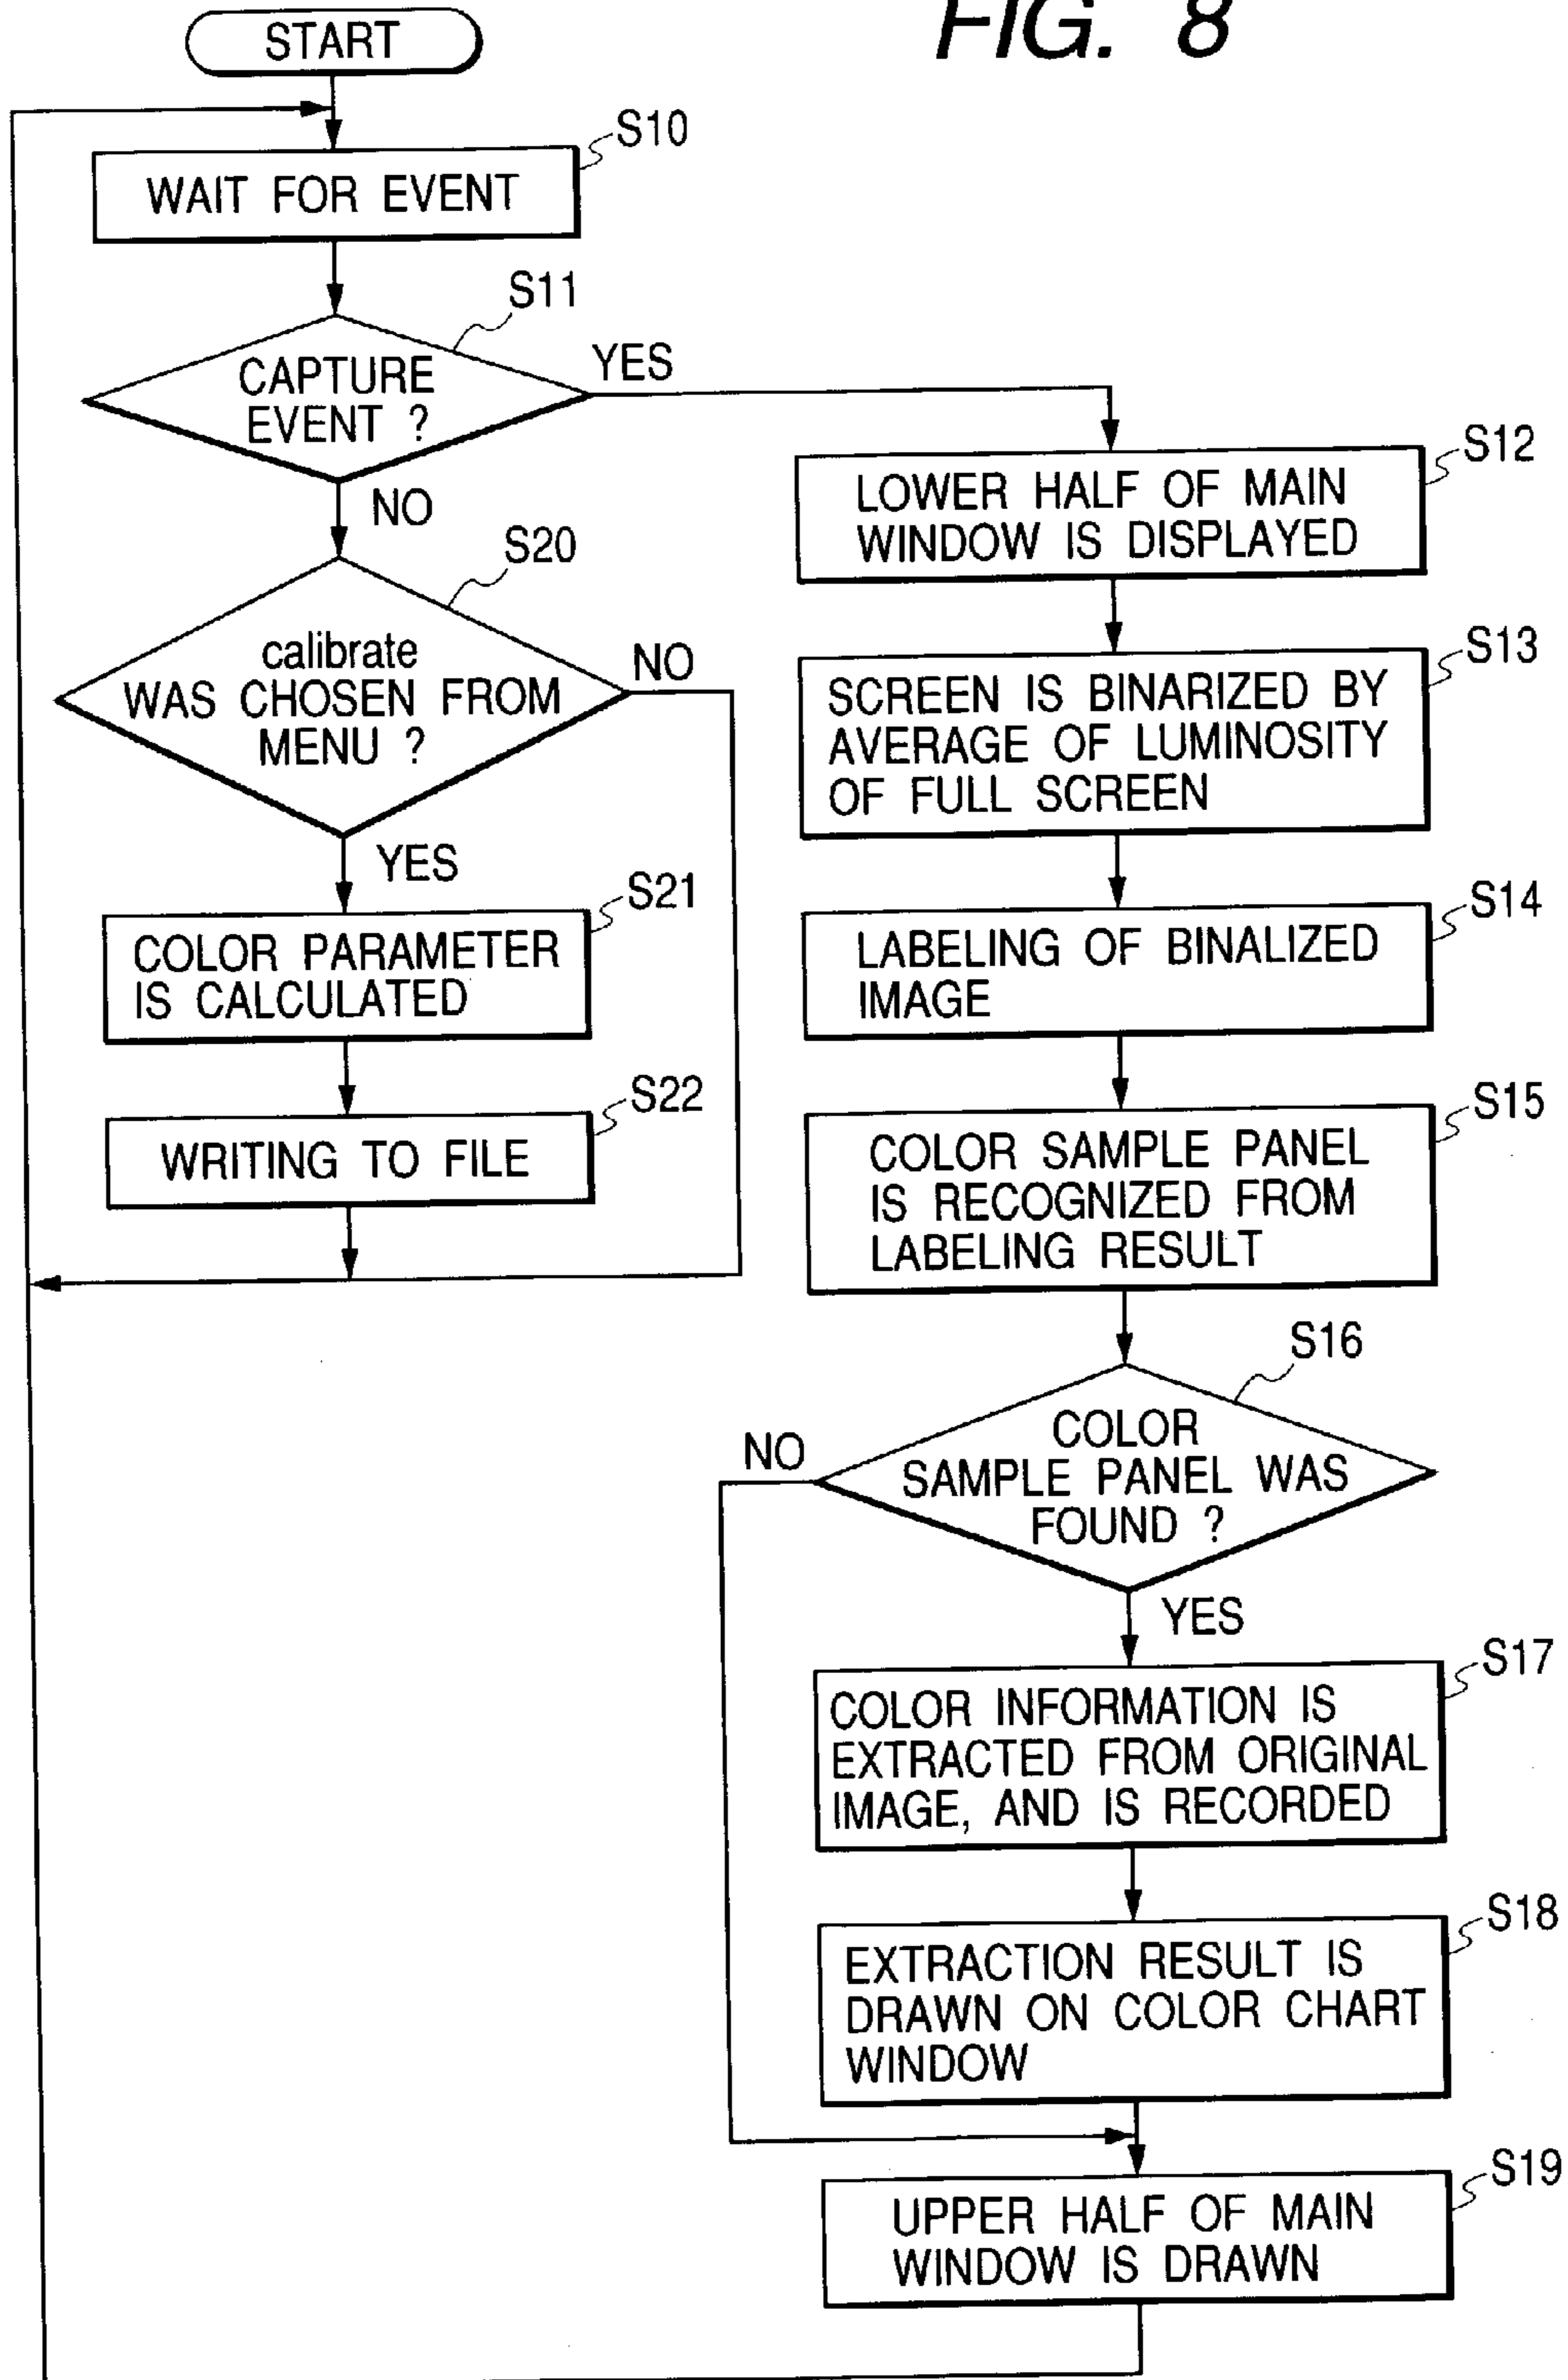 FIG. 8
START
S10
WAIT FOR EVENT
S11
CAPTURE
EVENT ?
YES
NO
S12
LOWER HALF OF MAIN
WINDOW IS DISPLAYED
S20
calibrate
WAS CHOSEN FROM
MENU ?
NO
YES
S13
SCREEN IS BINARIZED BY
AVERAGE OF LUMINOSITY
OF FULL SCREEN
S21
COLOR PARAMETER
IS CALCULATED
S14
LABELING OF BINALIZED
IMAGE
S22
WRITING TO FILE
S15
COLOR SAMPLE PANEL
IS RECOGNIZED FROM
LABELING RESULT
S16
COLOR
SAMPLE PANEL WAS
FOUND ?
NO
YES
S17
COLOR INFORMATION IS
EXTRACTED FROM ORIGINAL
IMAGE, AND IS RECORDED
S18
EXTRACTION RESULT IS
DRAWN ON COLOR CHART
WINDOW
S19
UPPER HALF OF MAIN
WINDOW IS DRAWN